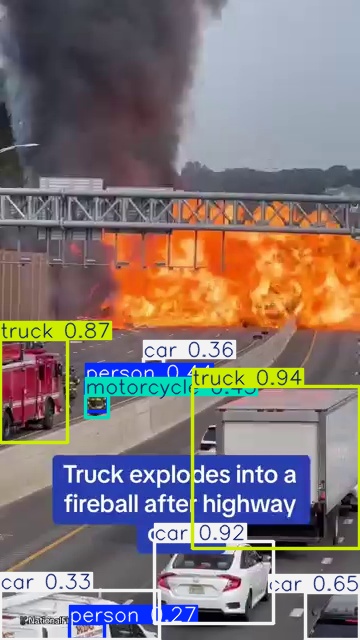 truck 0.87
car 0.36
person 0.44
motorcycle 0.43
truck 0.94
Truck explodes into a
fireball after highway
car 0.92
car 0.33
person 0.27
car 0.65